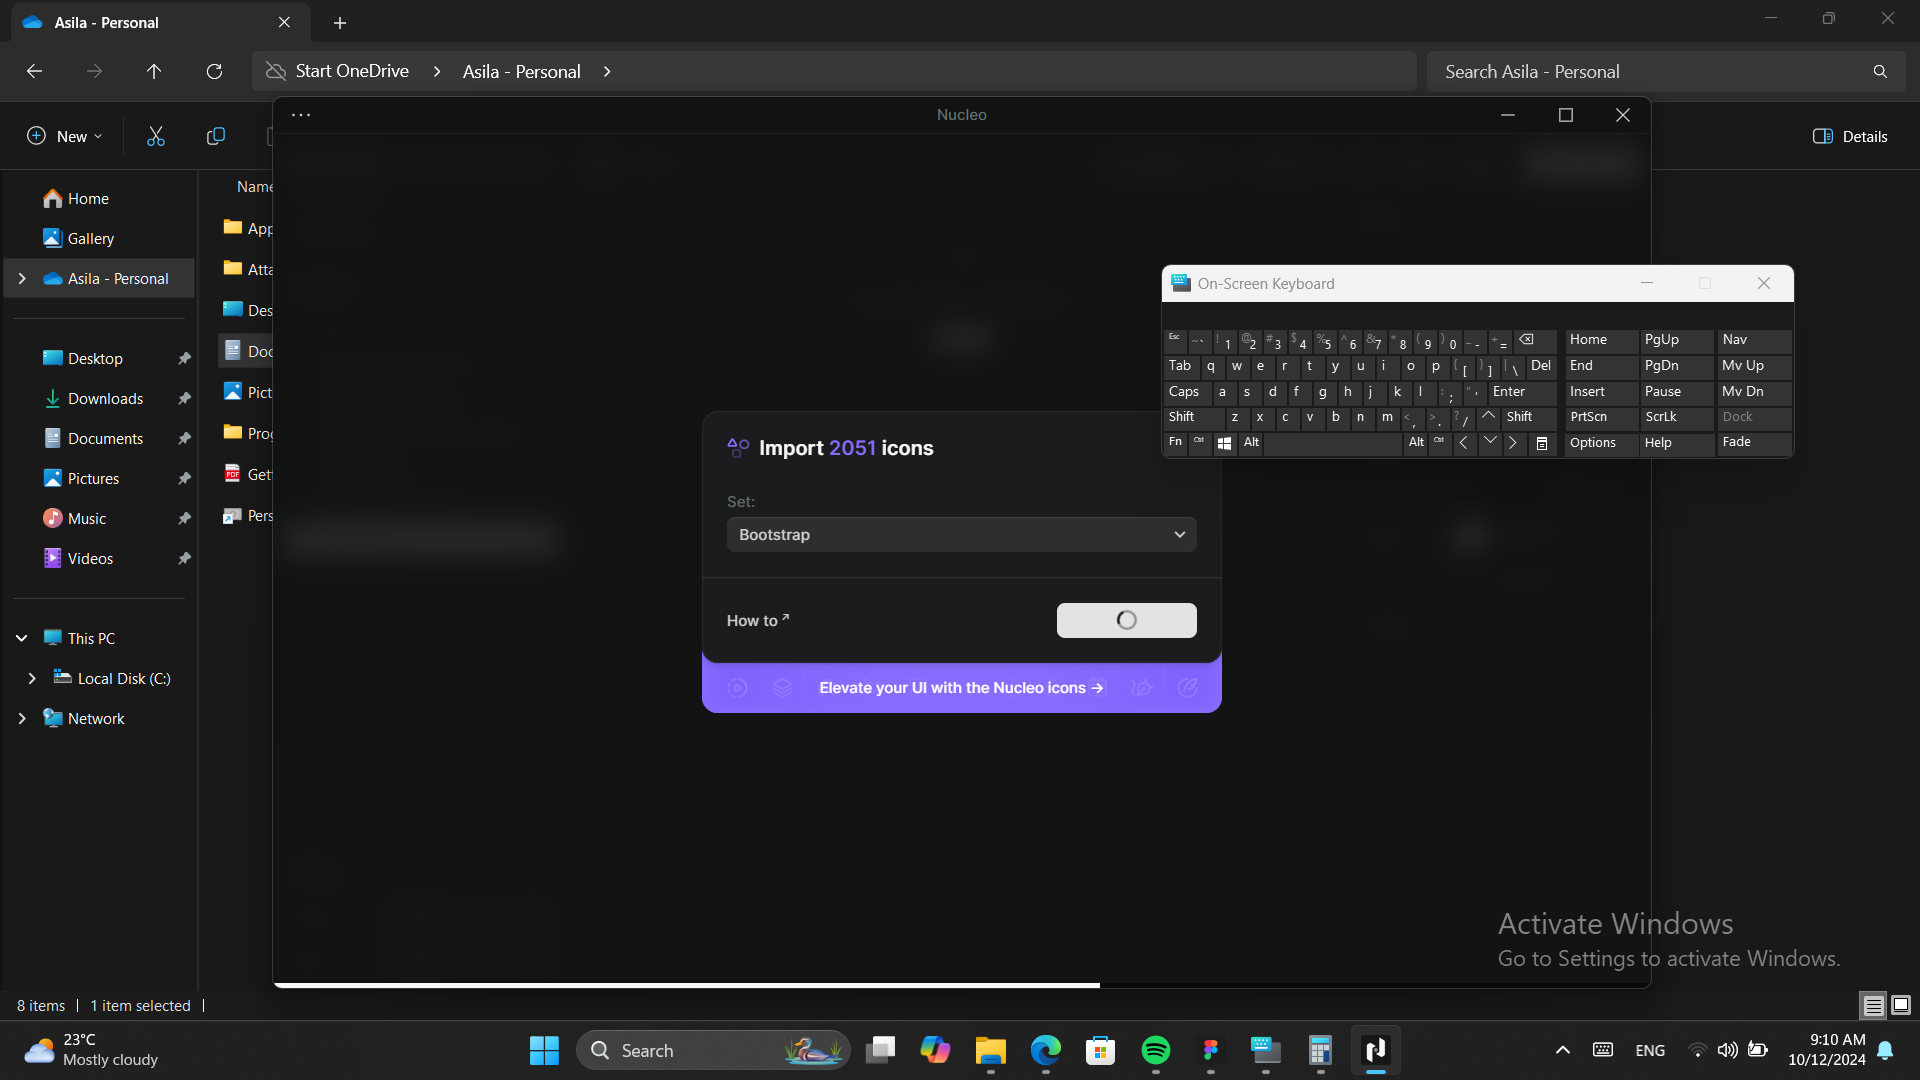 Asila - Personal
Start OneDrive
Asila - Personal
Search Asila - Personal
New
Details
Nucleo
Home
Gallery
Asila - Personal
Desktop
Downloads
Documents
Pictures
Music
Videos
This PC
Local Disk (C:)
Network
Name
App
Atta
Des
Doc
Pict
Prog
Gett
Pers
Import 2051 icons
Set:
Bootstrap
How to
Elevate your UI with the Nucleo icons →
On-Screen Keyboard
Esc ~ ` ! 1 @ 2 # 3 $ 4 % 5 ^ 6 & 7 * 8 ( 9 ) 0 _ - + = Home PgUp Nav
Tab q w e r t y u i o p { [ } ] | \ Del End PgDn Mv Up
Caps a s d f g h j k l : ; " ' Enter Insert Pause Mv Dn
Shift z x c v b n m < , > . ? / Shift PrtScn ScrLk Dock
Fn Ctrl Alt Alt Ctrl Options Help Fade
Activate Windows
Go to Settings to activate Windows.
8 items
1 item selected
23°C
Mostly cloudy
Search
ENG
9:10 AM
10/12/2024